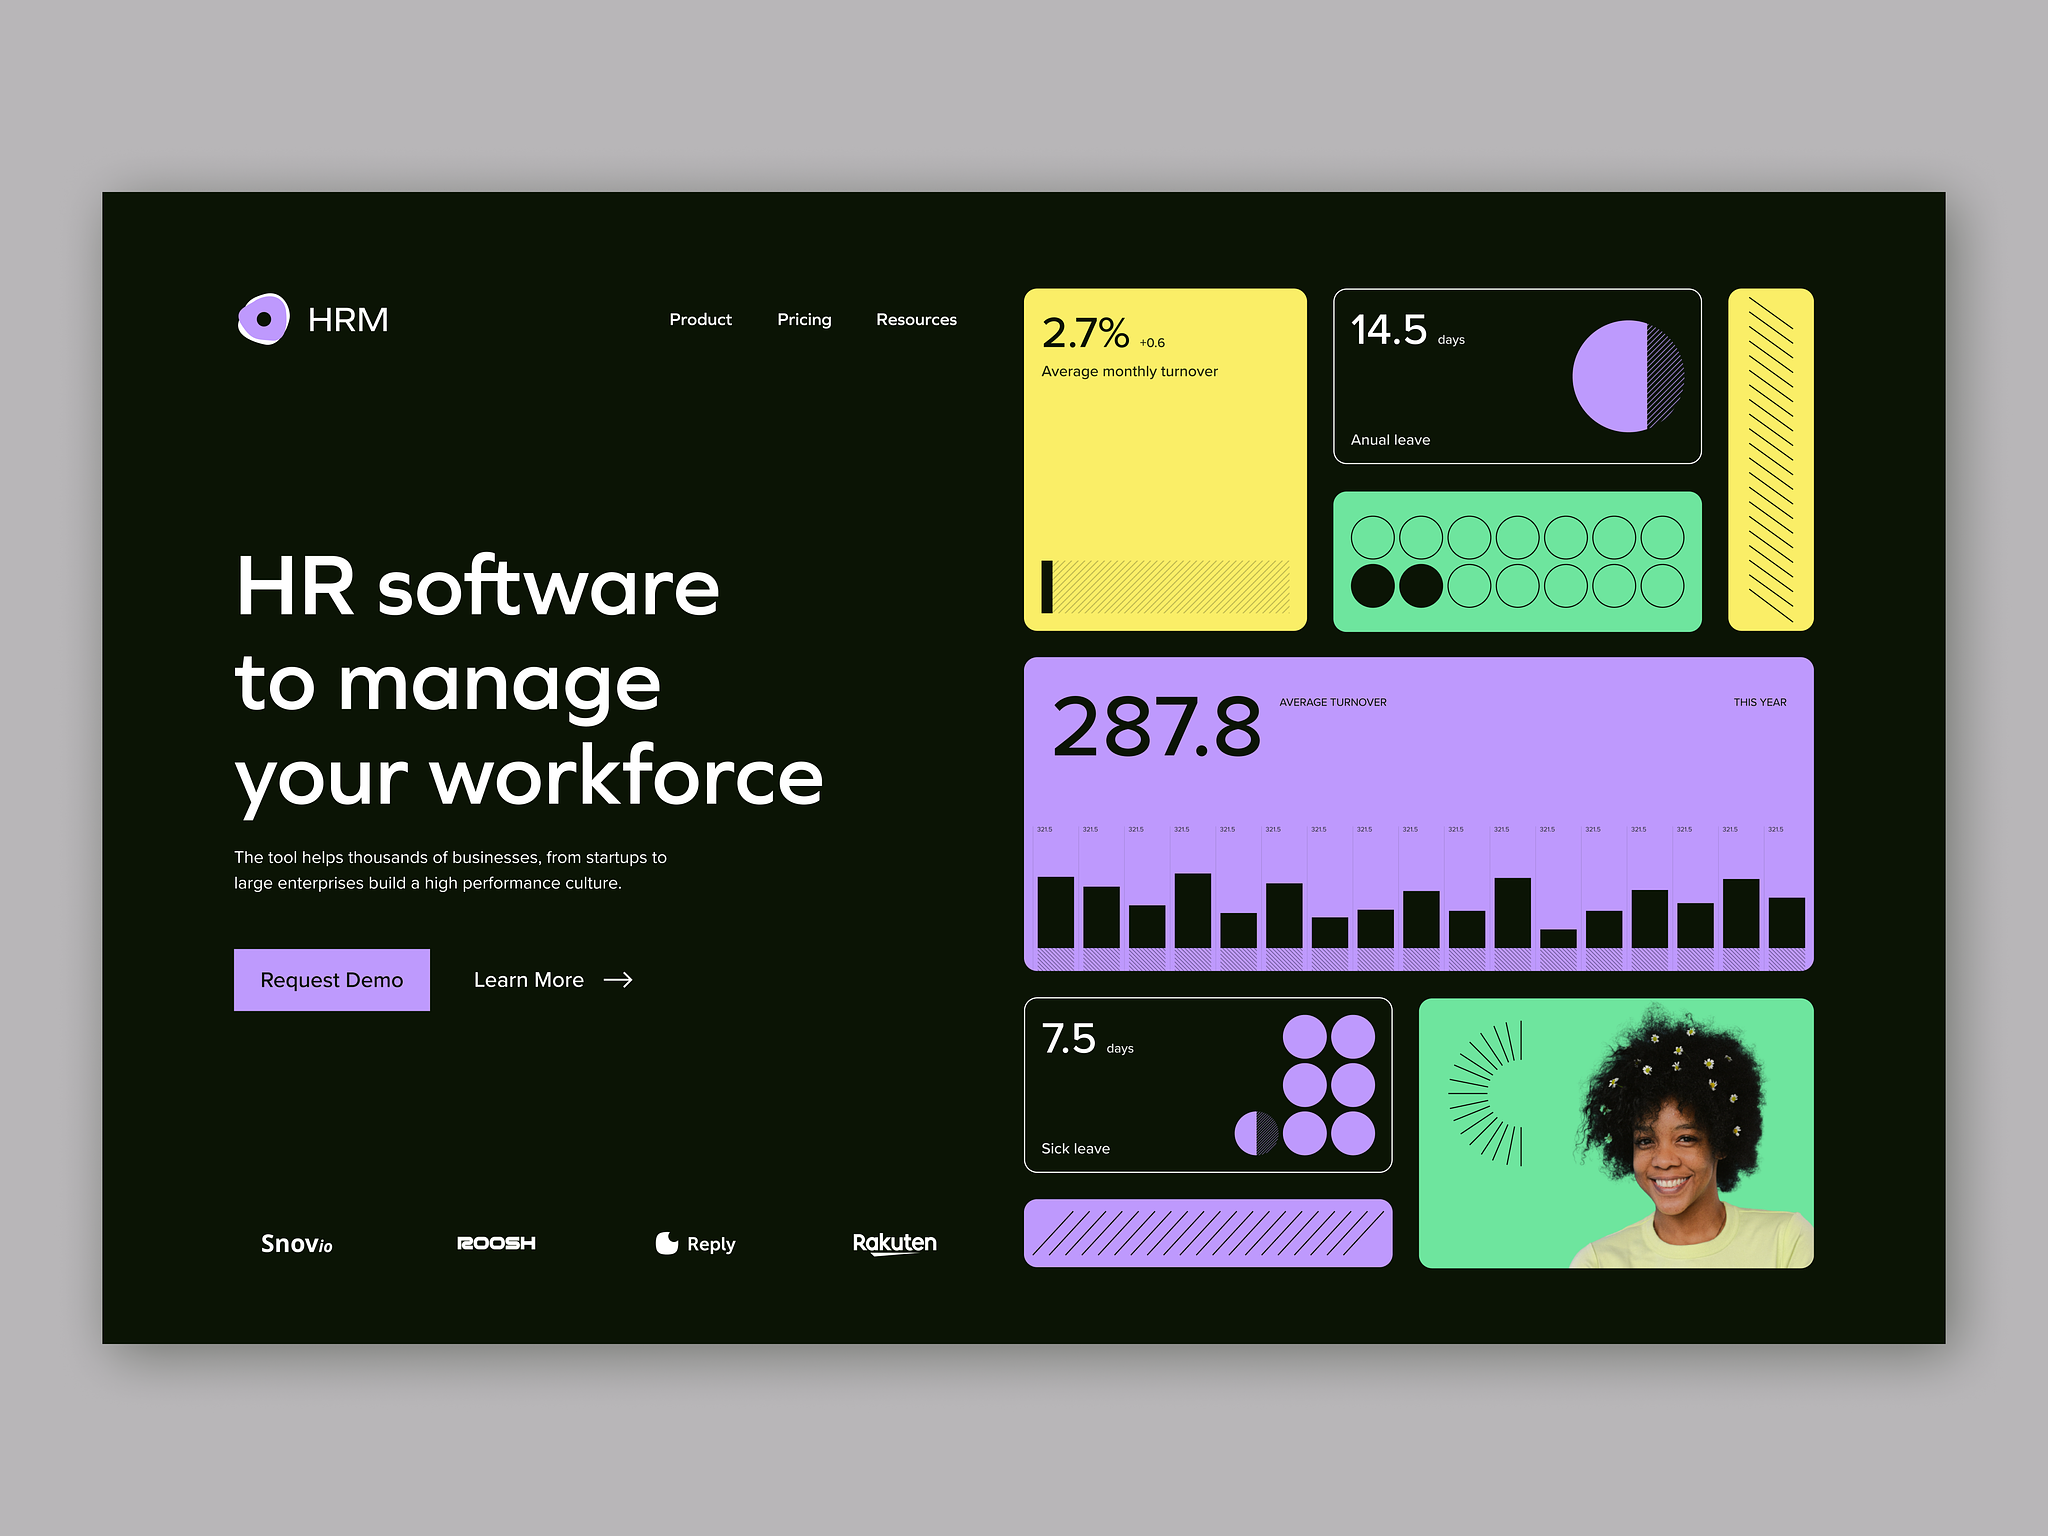 HRM
Product
Pricing
Resources
HR software
to manage
your workforce
The tool helps thousands of businesses, from startups to
large enterprises build a high performance culture.
Request Demo
Learn More
Snovio
ROOSH
Reply
Rakuten
2.7% +0.6
Average monthly turnover
14.5 days
Anual leave
287.8 AVERAGE TURNOVER
THIS YEAR
321.5 321.5 321.5 321.5 321.5 321.5 321.5 321.5 321.5 321.5 321.5 321.5 321.5 321.5 321.5 321.5 321.5
7.5 days
Sick leave